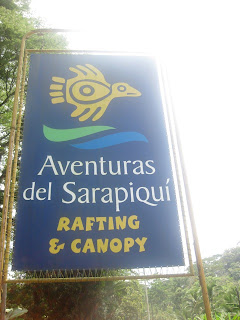 Aventuras
del Sarapiquí
RAFTING
& CANOPY